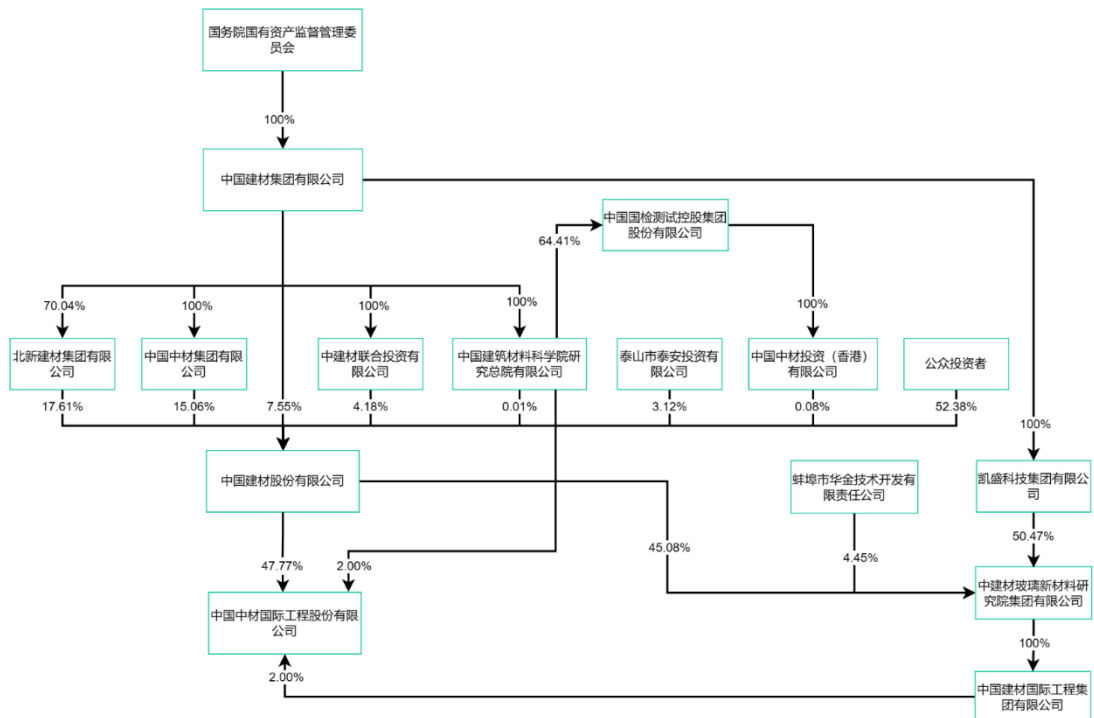 国务院国有资产监督管理委
员会
100%
中国建材集团有限公司
中国国检测试控股集团
股份有限公司
64.41%
70.04%
100%
100%
100%
100%
北新建材集团有限公
司
中国中材集团有限
公司
中建材联合投资有
限公司
中国建筑材料科学院研
究总院有限公司
泰山市泰安投资有
限公司
中国中材投资（香港）
有限公司
公众投资者
17.61%
15.06%
7.55%
4.18%
0.01%
3.12%
0.08%
52.38%
100%
中国建材股份有限公司
蚌埠市华金技术开发有
限责任公司
凯盛科技集团有限公
司
47.77%
2.00%
45.08%
4.45%
50.47%
中国中材国际工程股份有限
公司
中建材玻璃新材料研
究院集团有限公司
100%
2.00%
中国建材国际工程集
团有限公司